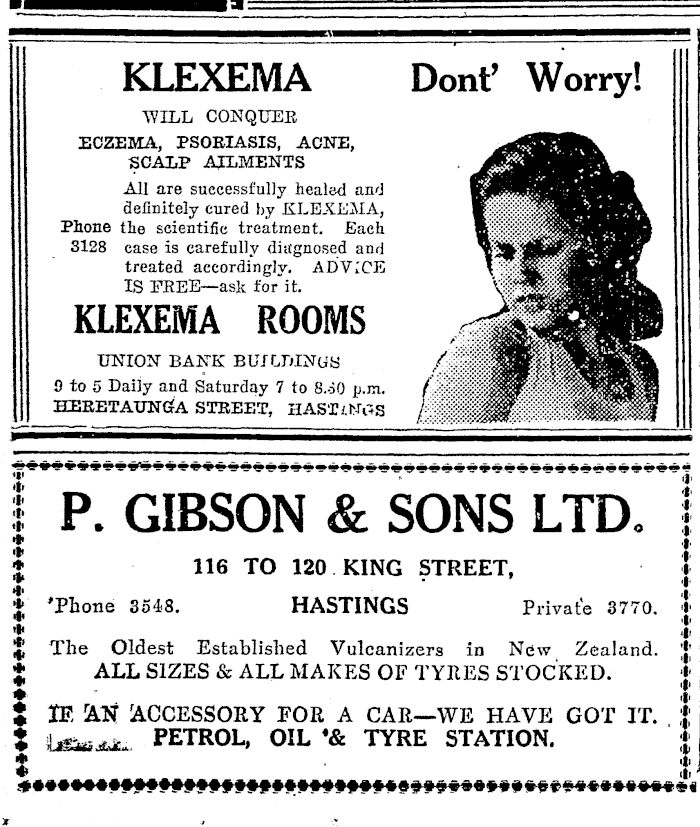 KLEXEMA
Dont' Worry!
WILL CONQUER
ECZEMA, PSORIASIS, ACNE,
SCALP AILMENTS
All are successfully healed and
definitely cured by KLEXEMA,
Phone the scientific treatment. Each
3128 case is carefully diagnosed and
treated accordingly. ADVICE
IS FREE—ask for it.
KLEXEMA ROOMS
UNION BANK BUILDINGS
9 to 5 Daily and Saturday 7 to 8.30 p.m.
HERETAUNGA STREET, HASTINGS
P. GIBSON & SONS LTD.
116 TO 120 KING STREET,
'Phone 3548. HASTINGS Private 3770.
The Oldest Established Vulcanizers in New Zealand.
ALL SIZES & ALL MAKES OF TYRES STOCKED.
IF AN ACCESSORY FOR A CAR—WE HAVE GOT IT.
PETROL, OIL & TYRE STATION.